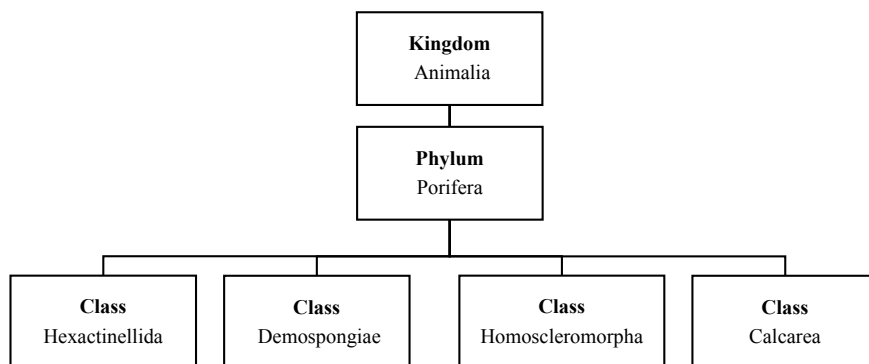 Kingdom
Animalia
Phylum
Porifera
Class
Hexactinellida
Class
Demospongiae
Class
Homoscleromorpha
Class
Calcarea